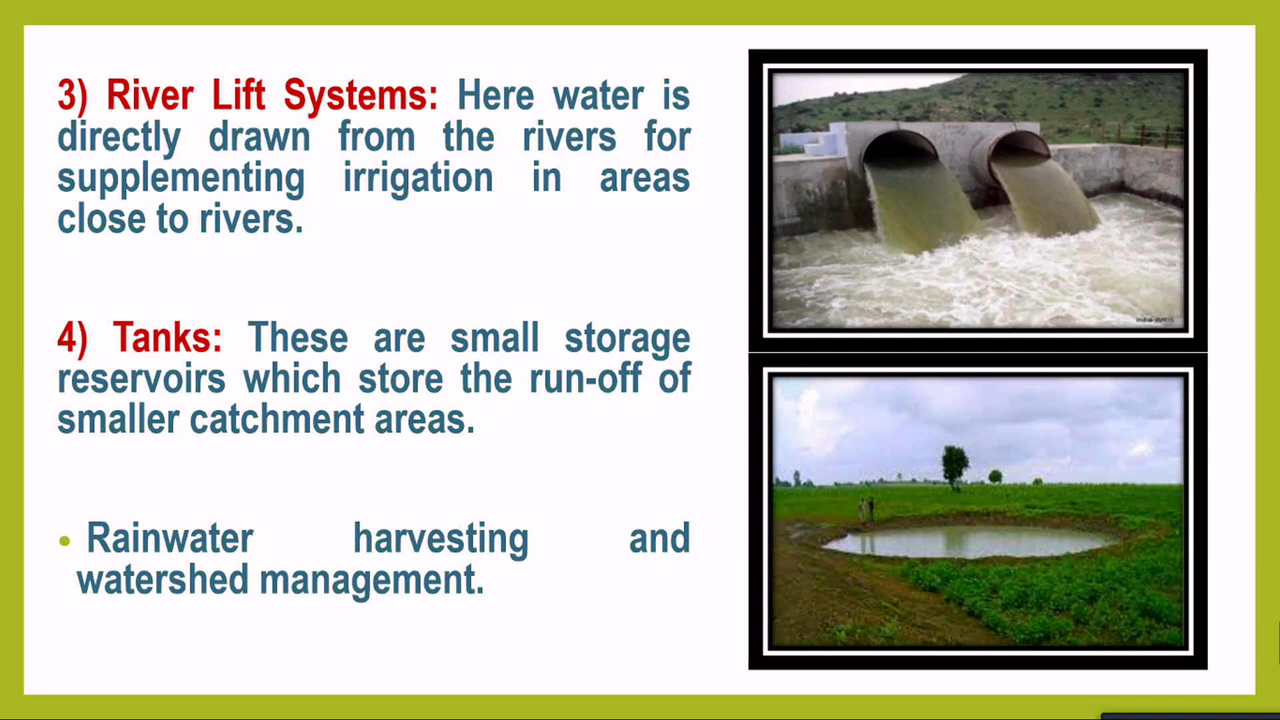 3) River Lift Systems: Here water is
directly drawn from the rivers for
supplementing irrigation in areas
close to rivers.
4) Tanks: These are small storage
reservoirs which store the run-off of
smaller catchment areas.
• Rainwater harvesting and
watershed management.
India-WRIS